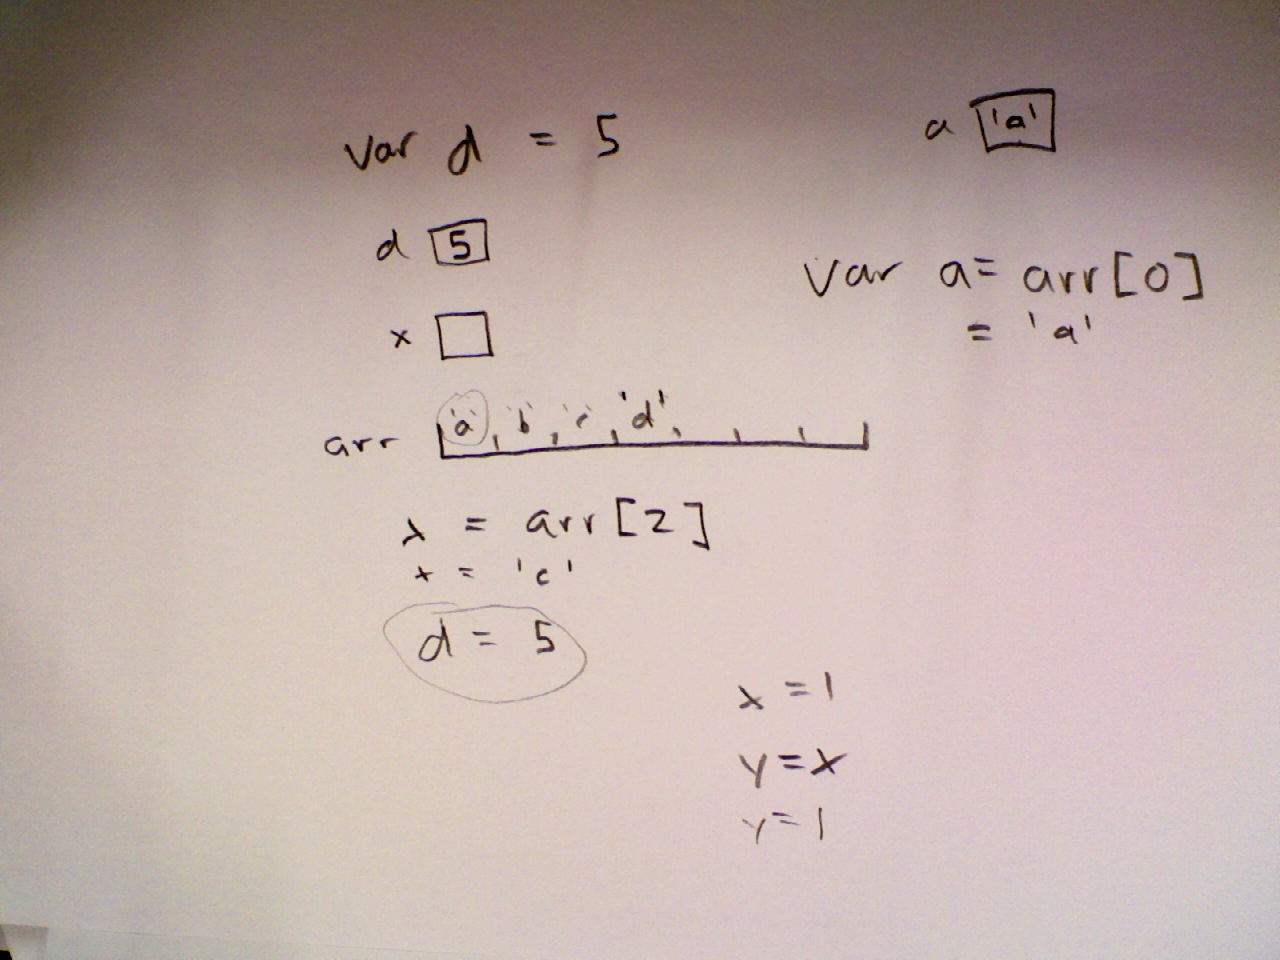 var d = 5
a 'a'
d 5
var a = arr[0]
= 'a'
x
arr 'a' 'b' 'c' 'd'
x = arr[2]
x = 'c'
d = 5
x = 1
y = x
y = 1